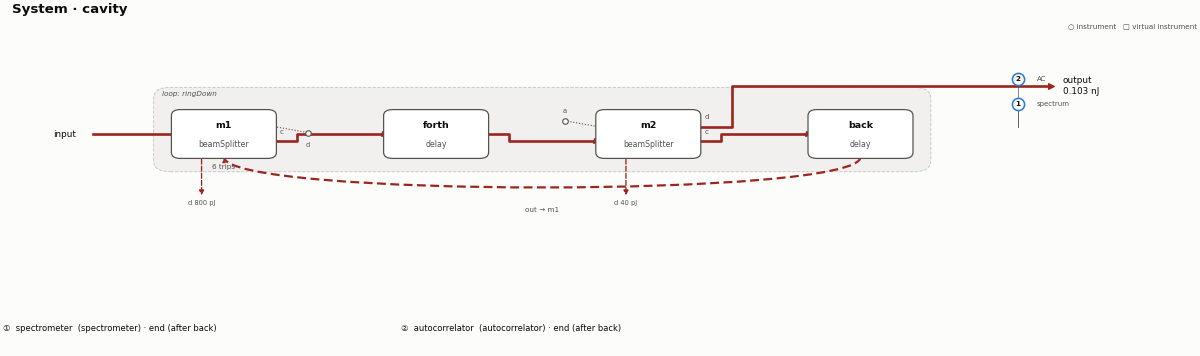 System · cavity
○ instrument □ virtual instrument
2 AC
output
0.103 nJ
1 spectrum
loop: ringDown
input
m1
beamSplitter
c
d
forth
delay
a
m2
beamSplitter
d
c
back
delay
6 trips
d 800 pJ
d 40 pJ
out → m1
① spectrometer (spectrometer) · end (after back)
② autocorrelator (autocorrelator) · end (after back)